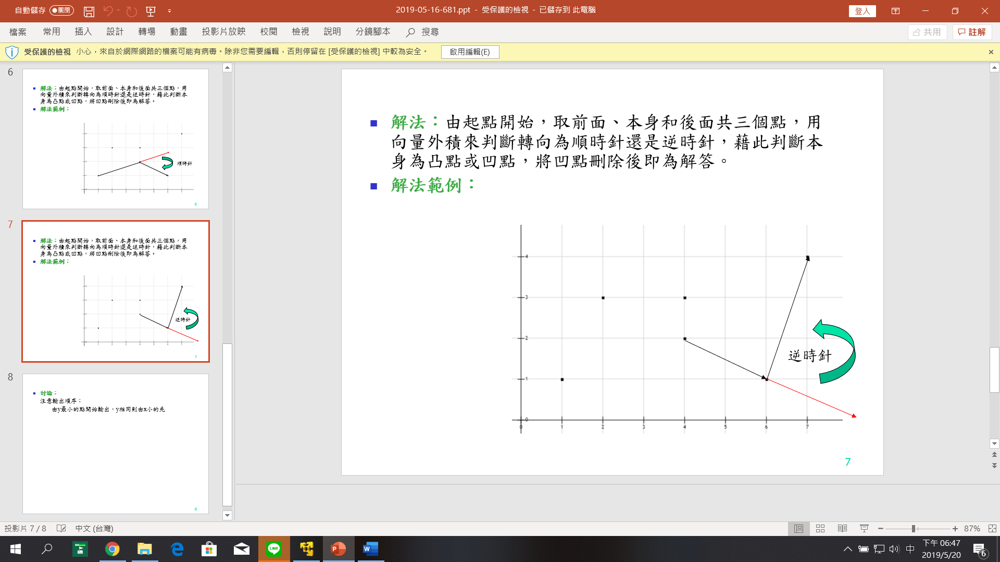 自動儲存 關閉
2019-05-16-681.ppt - 受保護的檢視 - 已儲存到 此電腦
登入
檔案 常用 插入 設計 轉場 動畫 投影片放映 校閱 檢視 說明 分鏡腳本 搜尋
共用 註解
受保護的檢視 小心，來自於網際網路的檔案可能有病毒。除非您需要編輯，否則停留在 [受保護的檢視] 中較為安全。 啟用編輯(E)
6
解法：由起點開始，取前面、本身和後面共三個點，用
向量外積來判斷轉向為順時針還是逆時針，藉此判斷本
身為凸點或凹點，將凹點刪除後即為解答。
解法範例：
順時針
6
7
解法：由起點開始，取前面、本身和後面共三個點，用
向量外積來判斷轉向為順時針還是逆時針，藉此判斷本
身為凸點或凹點，將凹點刪除後即為解答。
解法範例：
逆時針
7
8
討論：
注意輸出順序：
由y最小的點開始輸出，y相同則由x小的先
8
解法：由起點開始，取前面、本身和後面共三個點，用
向量外積來判斷轉向為順時針還是逆時針，藉此判斷本
身為凸點或凹點，將凹點刪除後即為解答。
解法範例：
4
3
2
逆時針
1
0
0 1 2 3 4 5 6 7
7
投影片 7 / 8 中文 (台灣)
87%
LINE
P
W
中
下午 06:47
2019/5/20
6